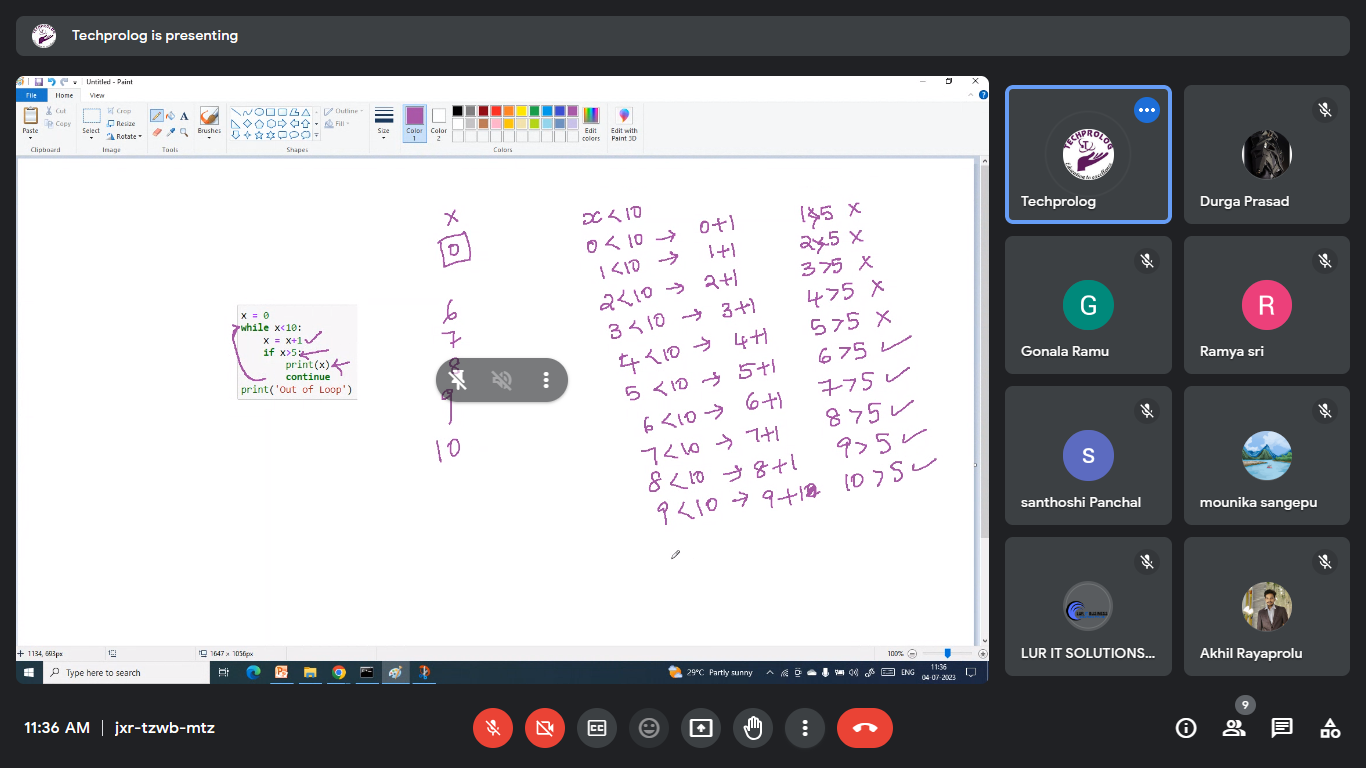 Techprolog is presenting
Untitled - Paint
File Home View
Paste
Cut
Copy
Clipboard
Select
Crop
Resize
Rotate
Image
Tools
Brushes
Shapes
Outline
Fill
Size
Color 1
Color 2
Colors
Edit colors
Edit with Paint 3D
x = 0
while x<10:
x = x+1
if x>5:
print(x)
continue
print('Out of Loop')
x
0
6
7
8
9
10
x < 10
0 < 10 → 0+1
1 < 10 → 1+1
2 < 10 → 2+1
3 < 10 → 3+1
4 < 10 → 4+1
5 < 10 → 5+1
6 < 10 → 6+1
7 < 10 → 7+1
8 < 10 → 8+1
9 < 10 → 9+1
1>5 x
2>5 x
3>5 x
4>5 x
5>5 x
6>5 ✓
7>5 ✓
8>5 ✓
9>5 ✓
10>5 ✓
1134, 693px
1647 × 1056px
100%
Type here to search
29°C Partly sunny
ENG
11:36
04-07-2023
Techprolog
TECHPROLOG
Durga Prasad
G
Gonala Ramu
R
Ramya sri
S
santhoshi Panchal
mounika sangepu
LUR IT SOLUTIONS...
Akhil Rayaprolu
11:36 AM | jxr-tzwb-mtz
9